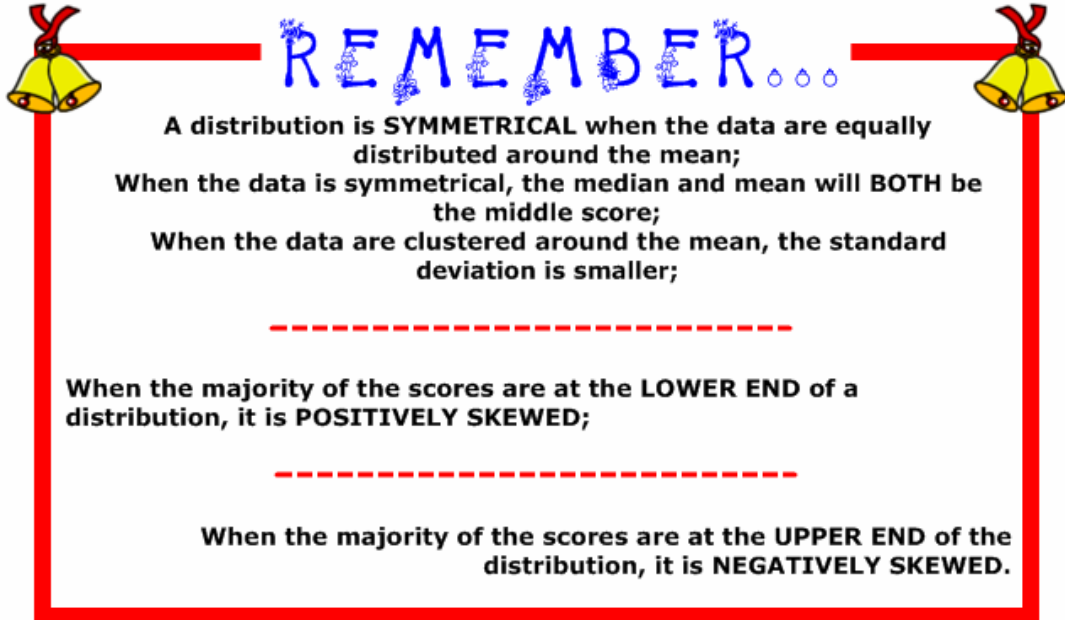 REMEMBER...
A distribution is SYMMETRICAL when the data are equally
distributed around the mean;
When the data is symmetrical, the median and mean will BOTH be
the middle score;
When the data are clustered around the mean, the standard
deviation is smaller;
When the majority of the scores are at the LOWER END of a
distribution, it is POSITIVELY SKEWED;
When the majority of the scores are at the UPPER END of the
distribution, it is NEGATIVELY SKEWED.